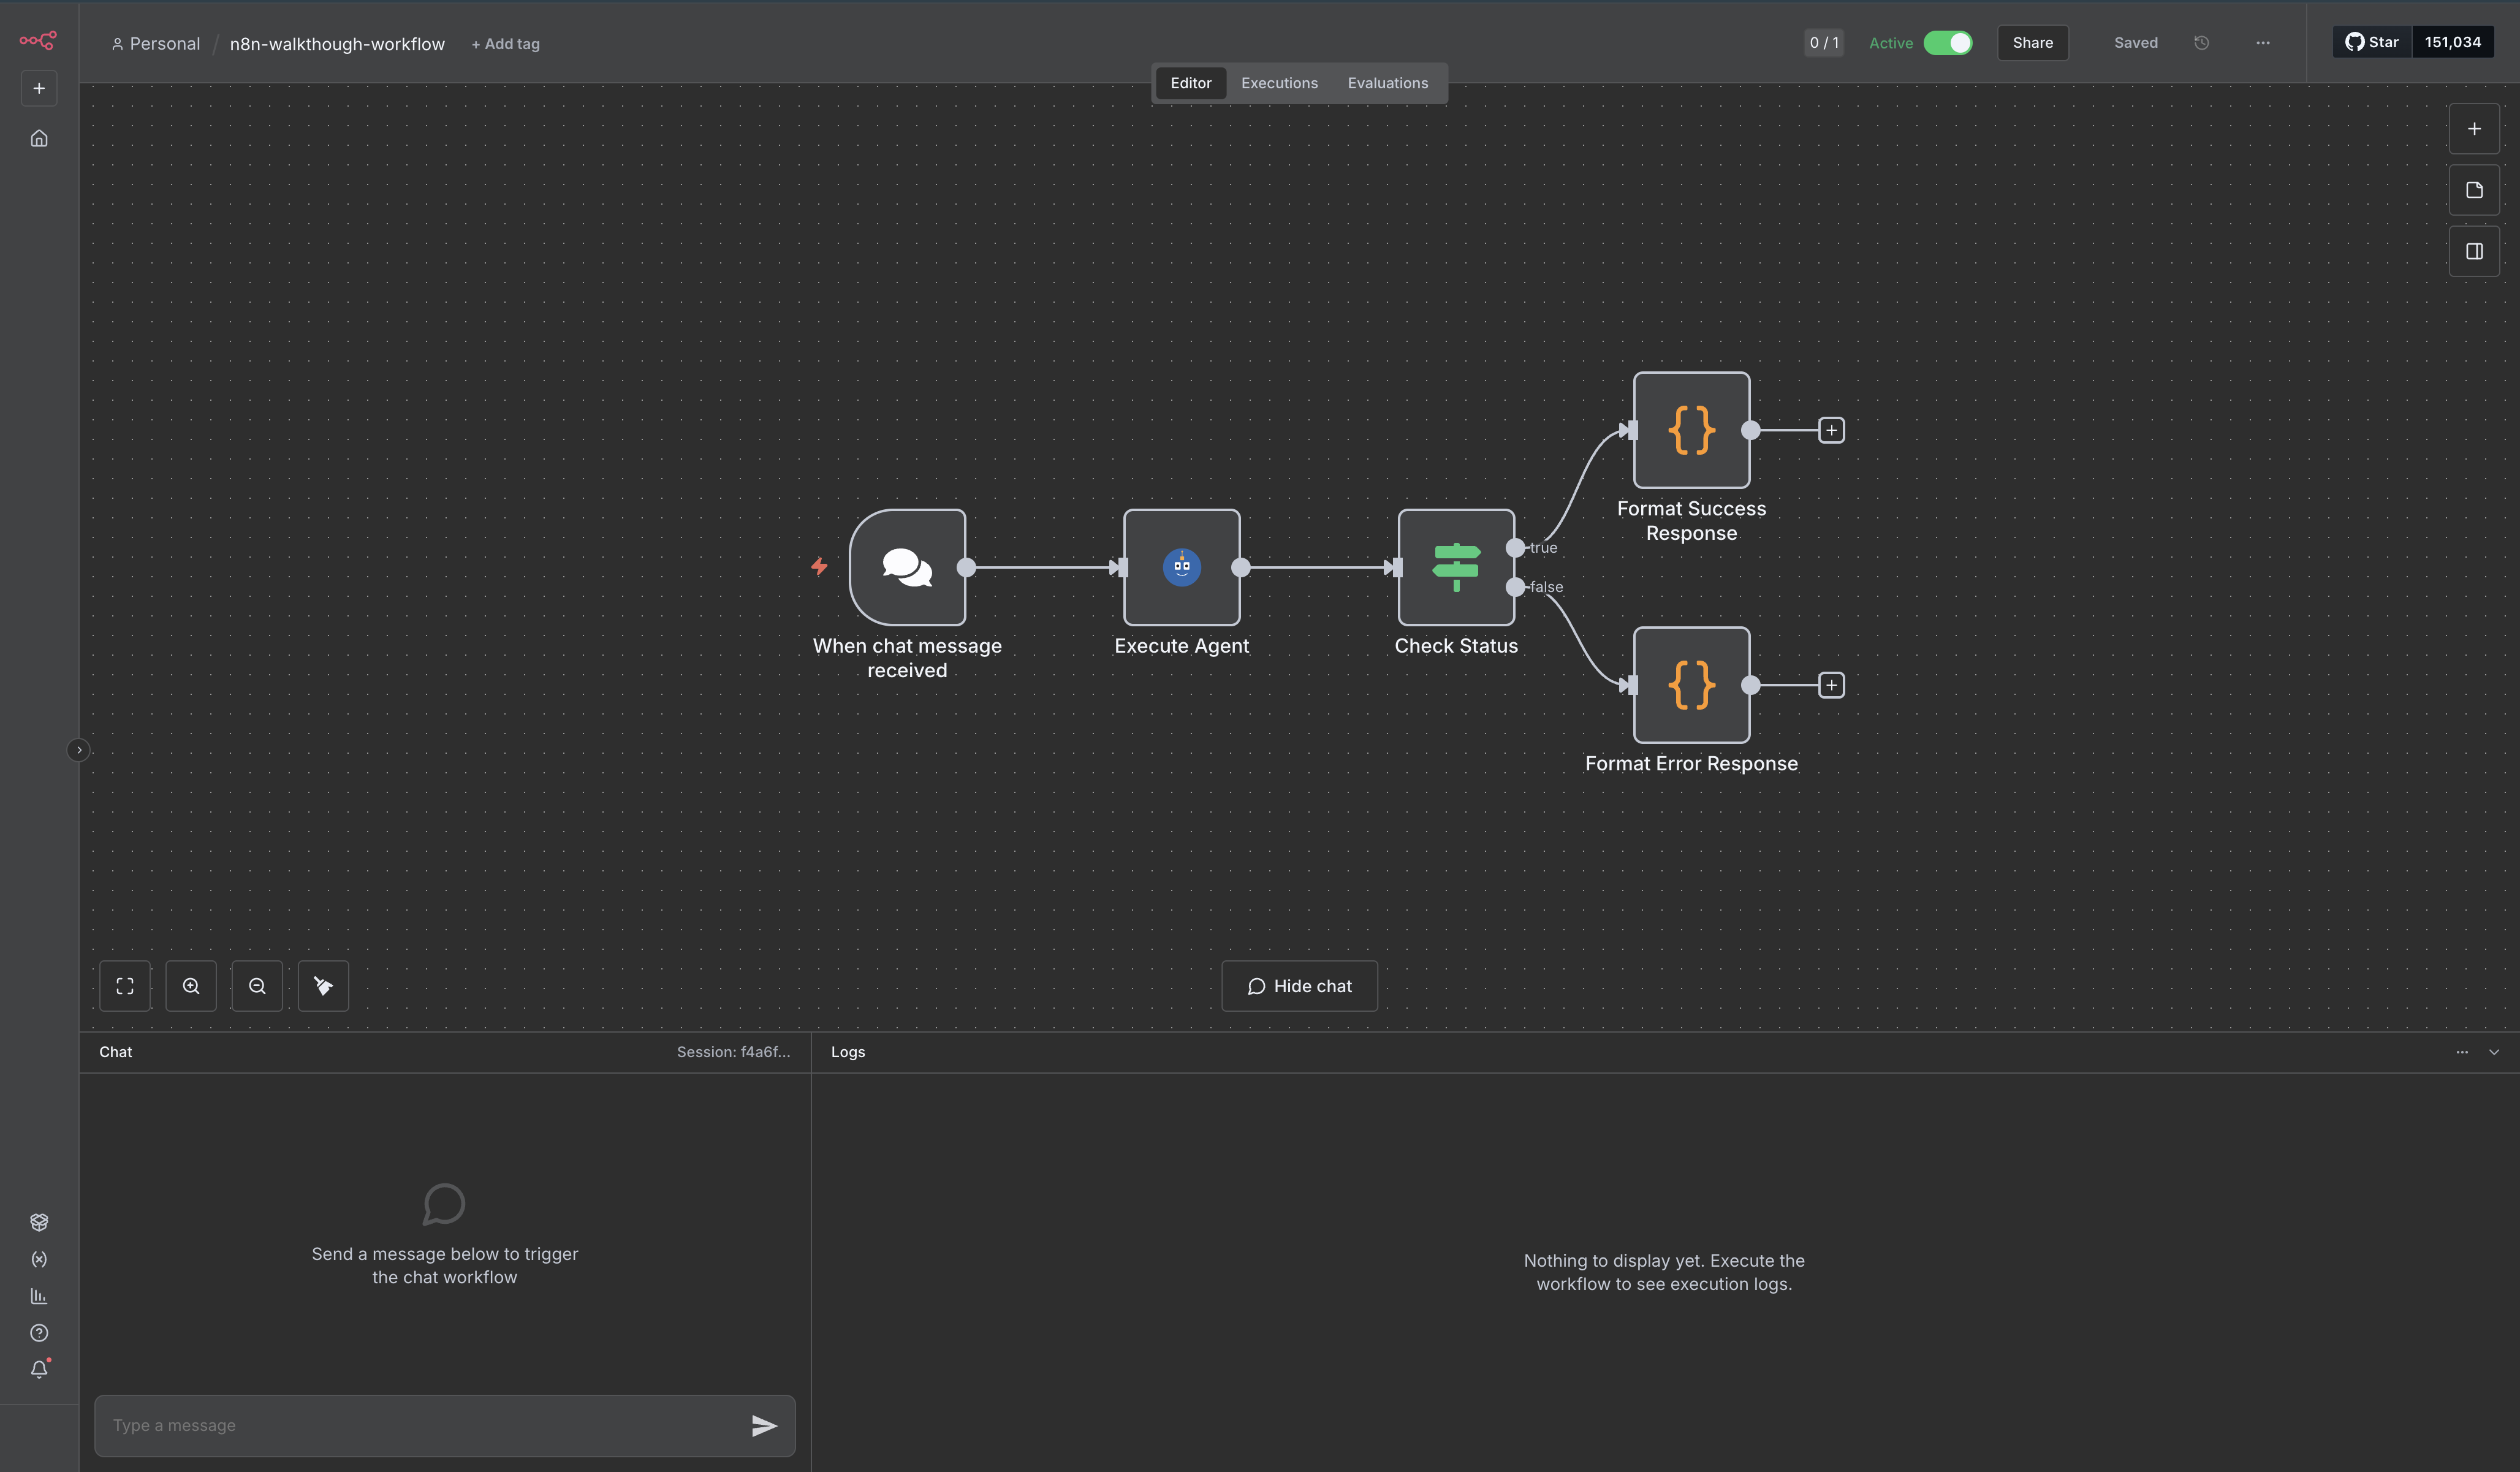 Personal / n8n-walkthough-workflow + Add tag
0 / 1 Active Share Saved Star 151,034
Editor Executions Evaluations
When chat message
received
Execute Agent
Check Status
true
false
Format Success
Response
Format Error Response
Hide chat
Chat Session: f4a6f...
Send a message below to trigger
the chat workflow
Type a message
Logs
Nothing to display yet. Execute the
workflow to see execution logs.